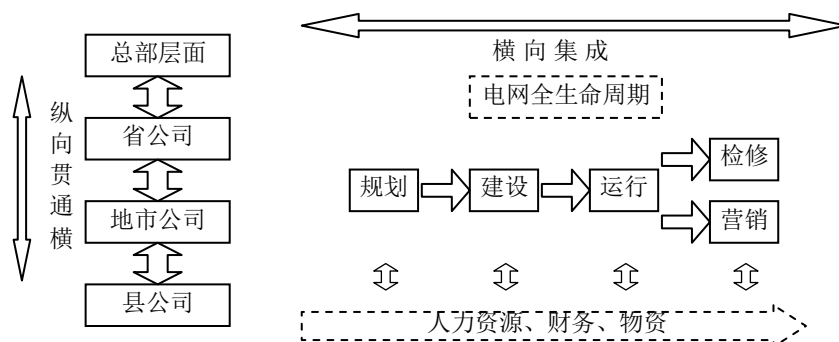 横向集成
总部层面
电网全生命周期
纵向贯通横
省公司
检修
规划
建设
运行
地市公司
营销
县公司
人力资源、财务、物资